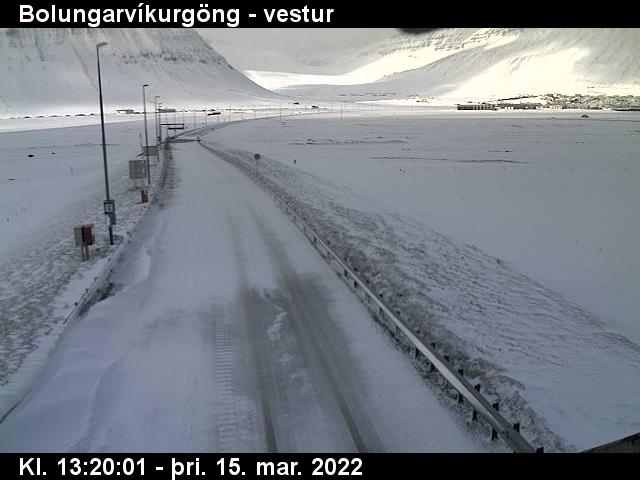 Bolungarvíkurgöng - vestur
Kl. 13:20:01 - þri. 15. mar. 2022